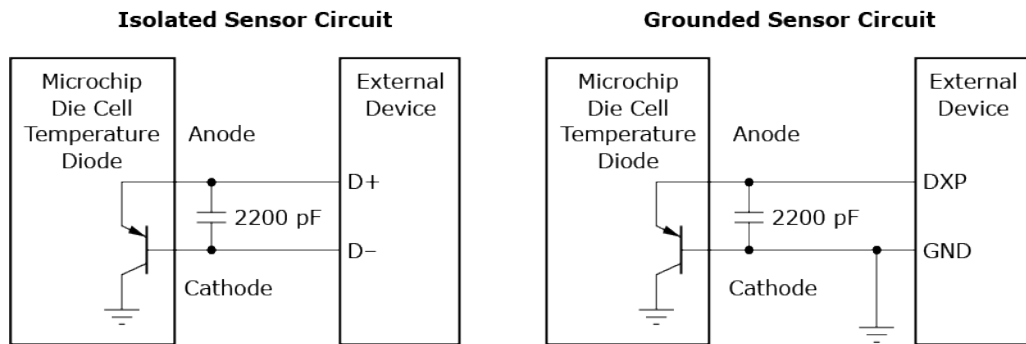 Isolated Sensor Circuit
Microchip
Die Cell
Temperature
Diode
Anode
External
Device
D+
2200 pF
D−
Cathode
Grounded Sensor Circuit
Microchip
Die Cell
Temperature
Diode
Anode
External
Device
DXP
2200 pF
GND
Cathode